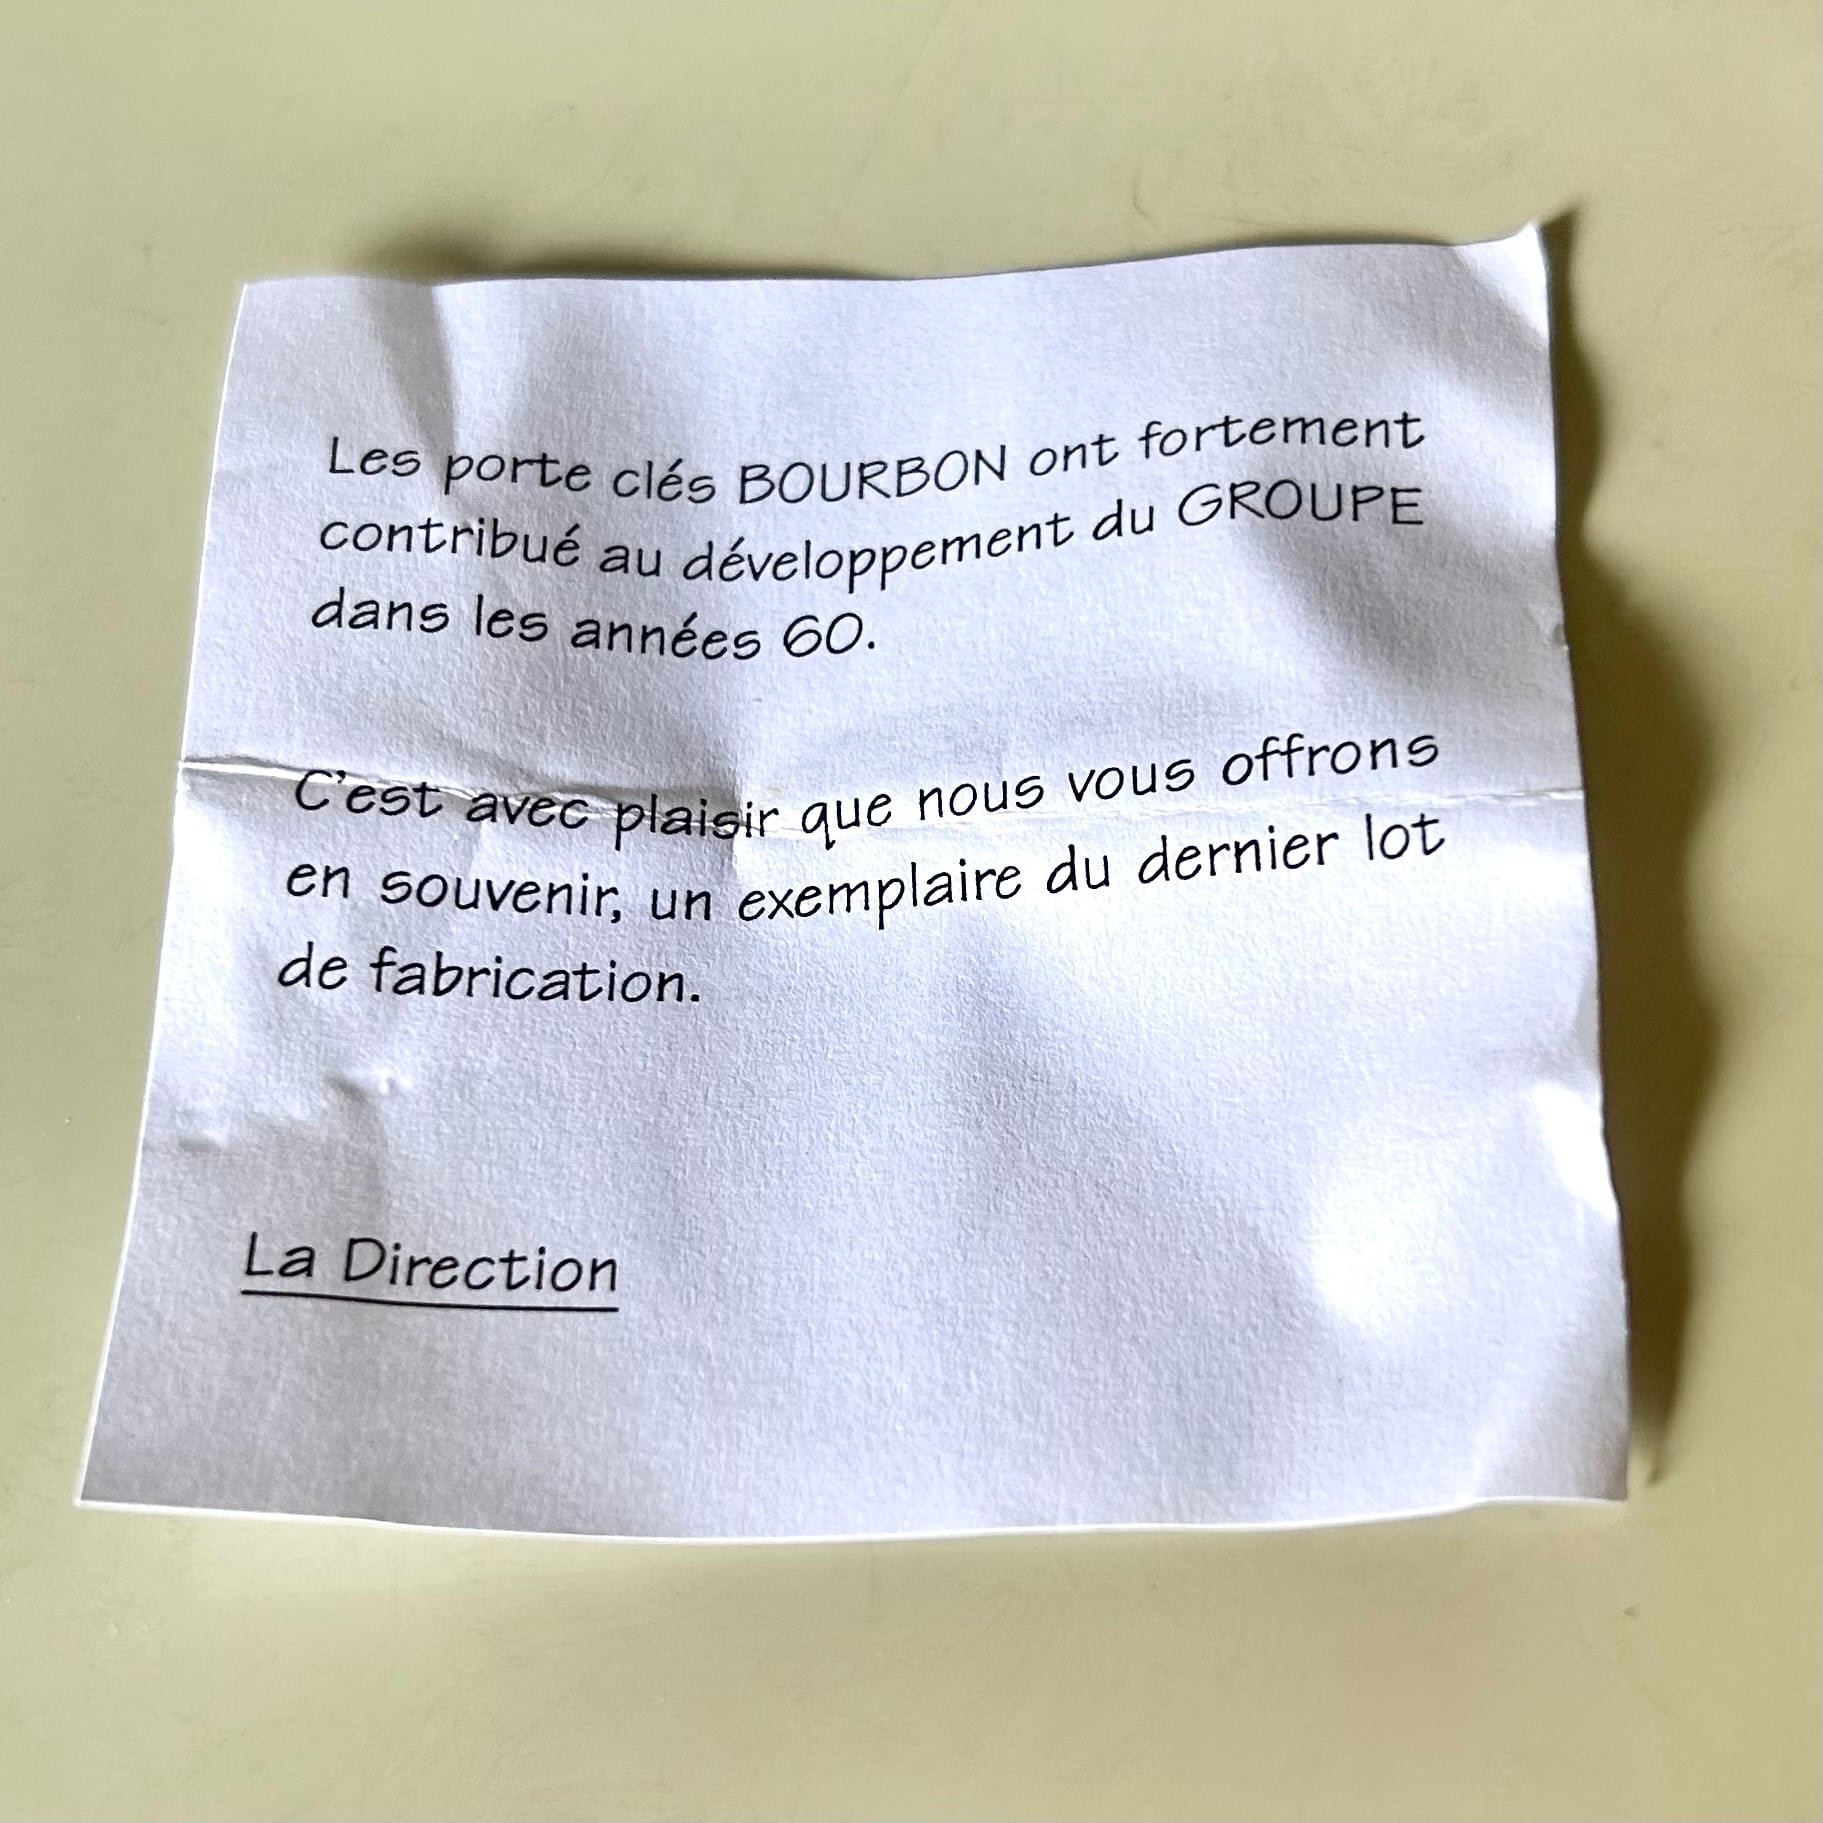 Les porte clés BOURBON ont fortement
contribué au développement du GROUPE
dans les années 60.
C'est avec plaisir que nous vous offrons
en souvenir, un exemplaire du dernier lot
de fabrication.
La Direction